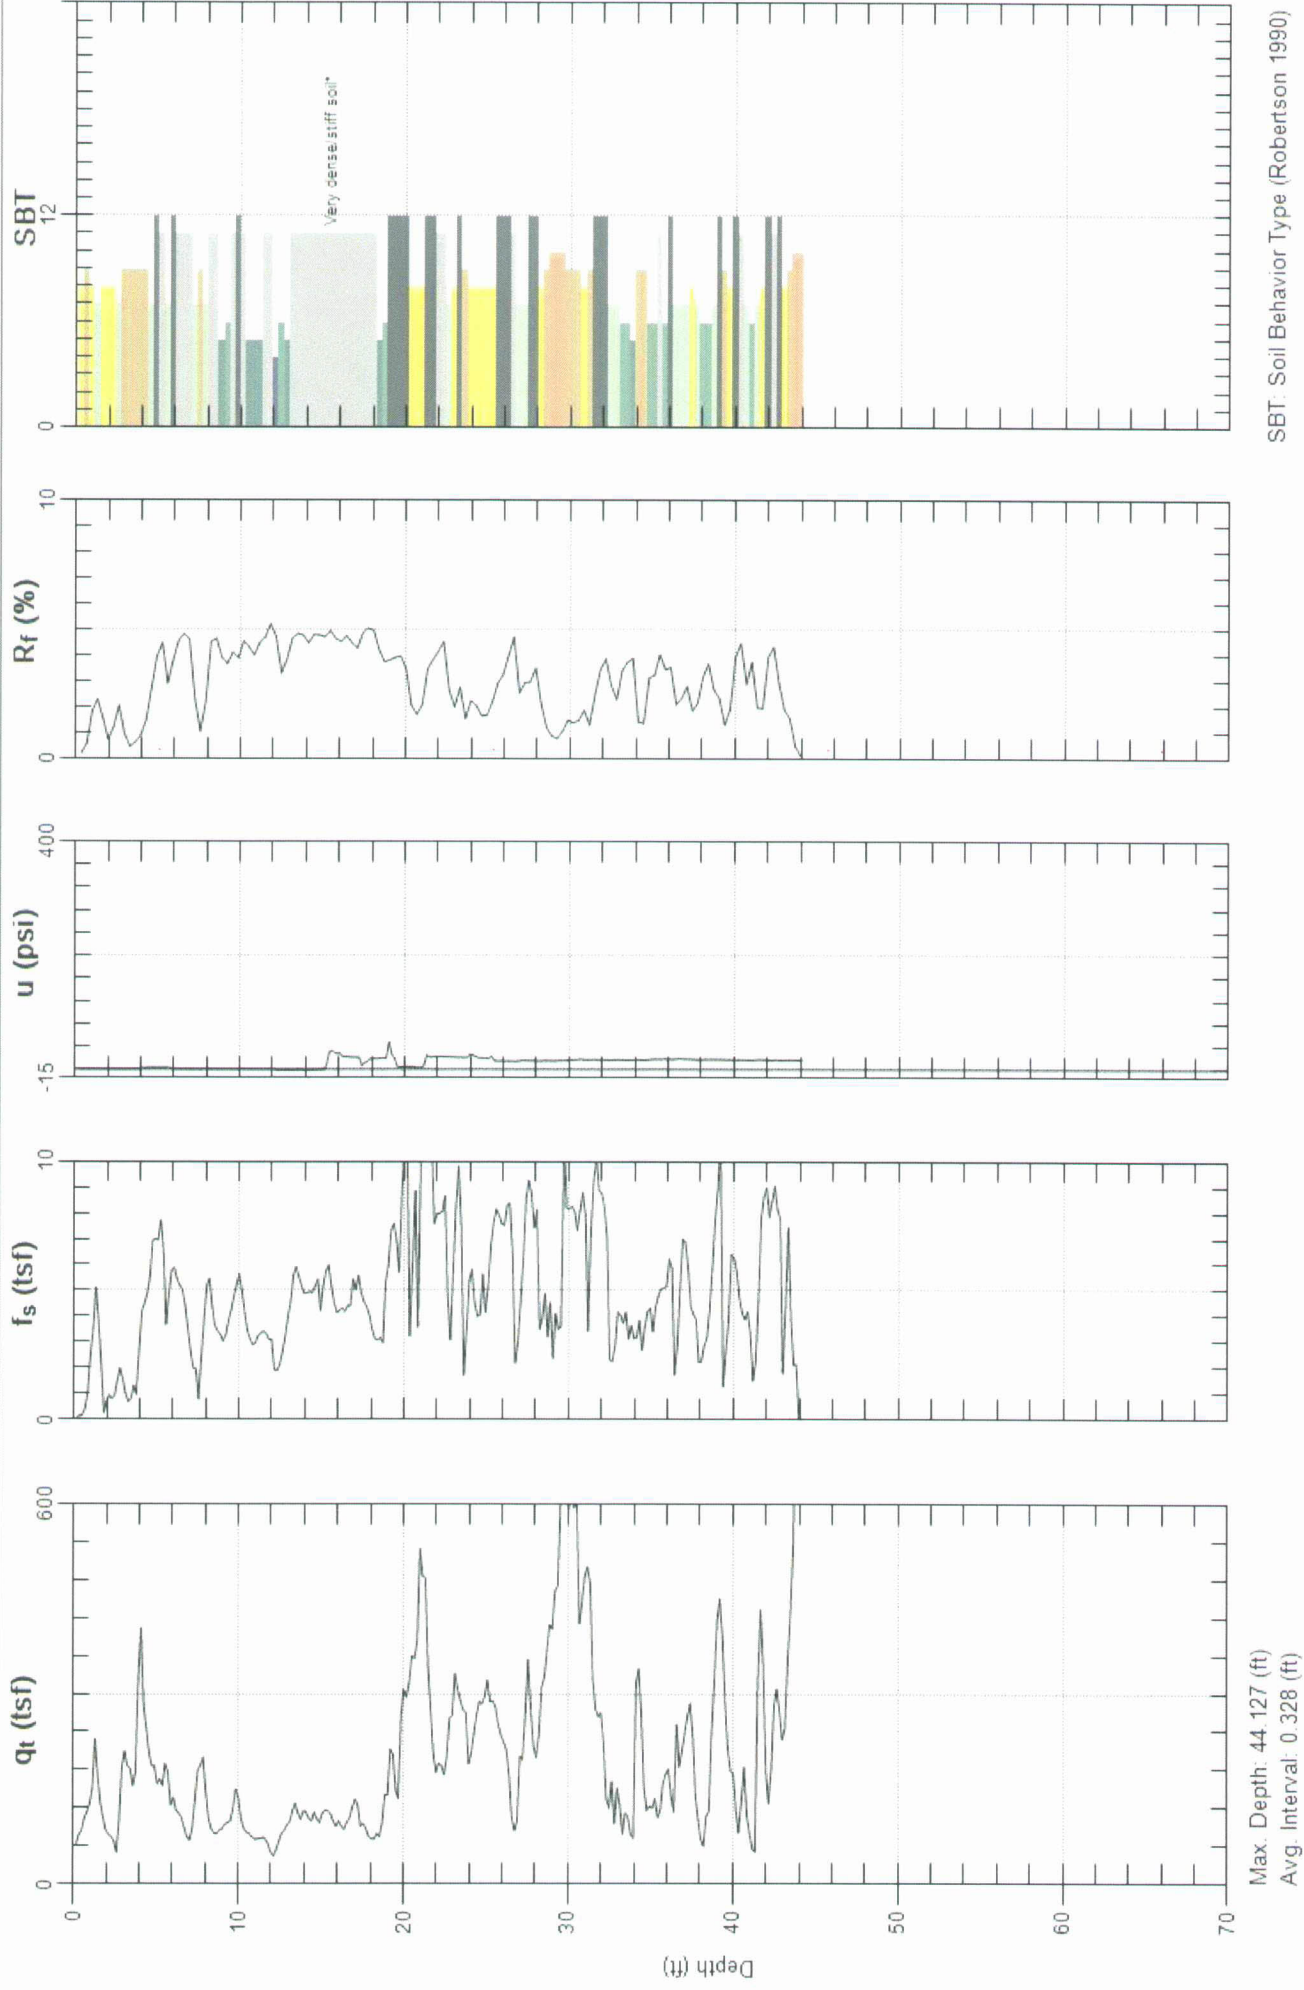 qt (tsf)
0
600
fs (tsf)
0
10
u (psi)
-15
400
Rf (%)
0
10
SBT
0
12
Very dense/stiff soil*
Depth (ft)
0
10
20
30
40
50
60
70
Max. Depth: 44.127 (ft)
Avg. Interval: 0.328 (ft)
SBT: Soil Behavior Type (Robertson 1990)